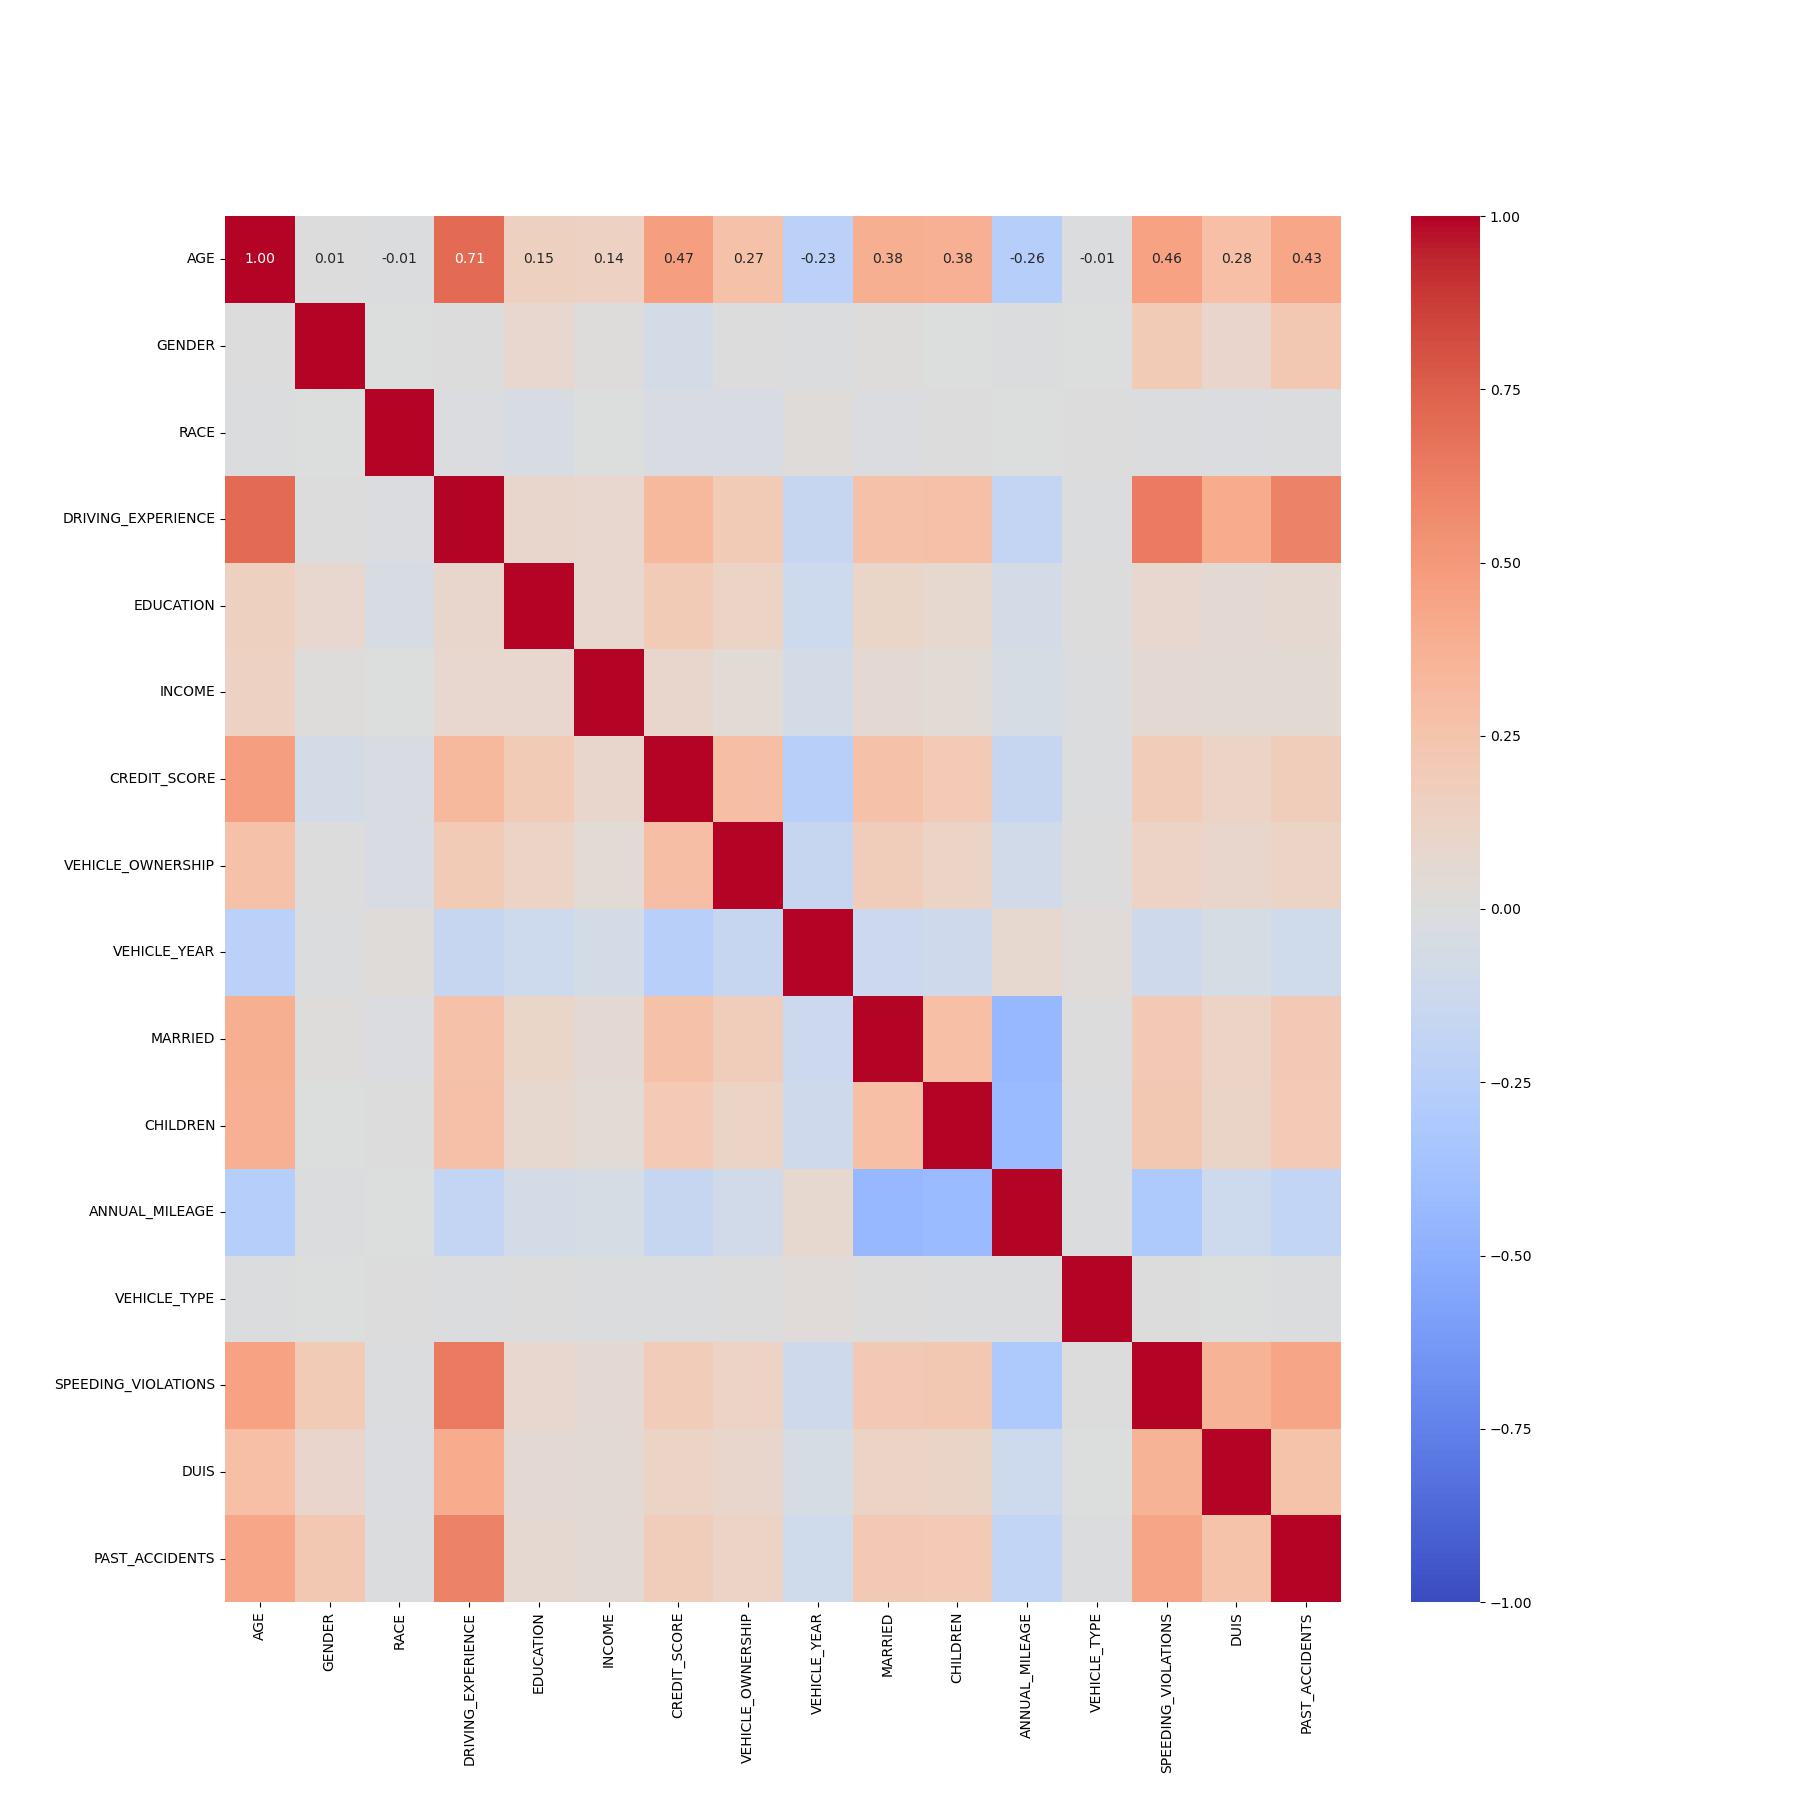 AGE 1.00 0.01 -0.01 0.71 0.15 0.14 0.47 0.27 -0.23 0.38 0.38 -0.26 -0.01 0.46 0.28 0.43
GENDER
RACE
DRIVING_EXPERIENCE
EDUCATION
INCOME
CREDIT_SCORE
VEHICLE_OWNERSHIP
VEHICLE_YEAR
MARRIED
CHILDREN
ANNUAL_MILEAGE
VEHICLE_TYPE
SPEEDING_VIOLATIONS
DUIS
PAST_ACCIDENTS
AGE
GENDER
RACE
DRIVING_EXPERIENCE
EDUCATION
INCOME
CREDIT_SCORE
VEHICLE_OWNERSHIP
VEHICLE_YEAR
MARRIED
CHILDREN
ANNUAL_MILEAGE
VEHICLE_TYPE
SPEEDING_VIOLATIONS
DUIS
PAST_ACCIDENTS
1.00
0.75
0.50
0.25
0.00
−0.25
−0.50
−0.75
−1.00